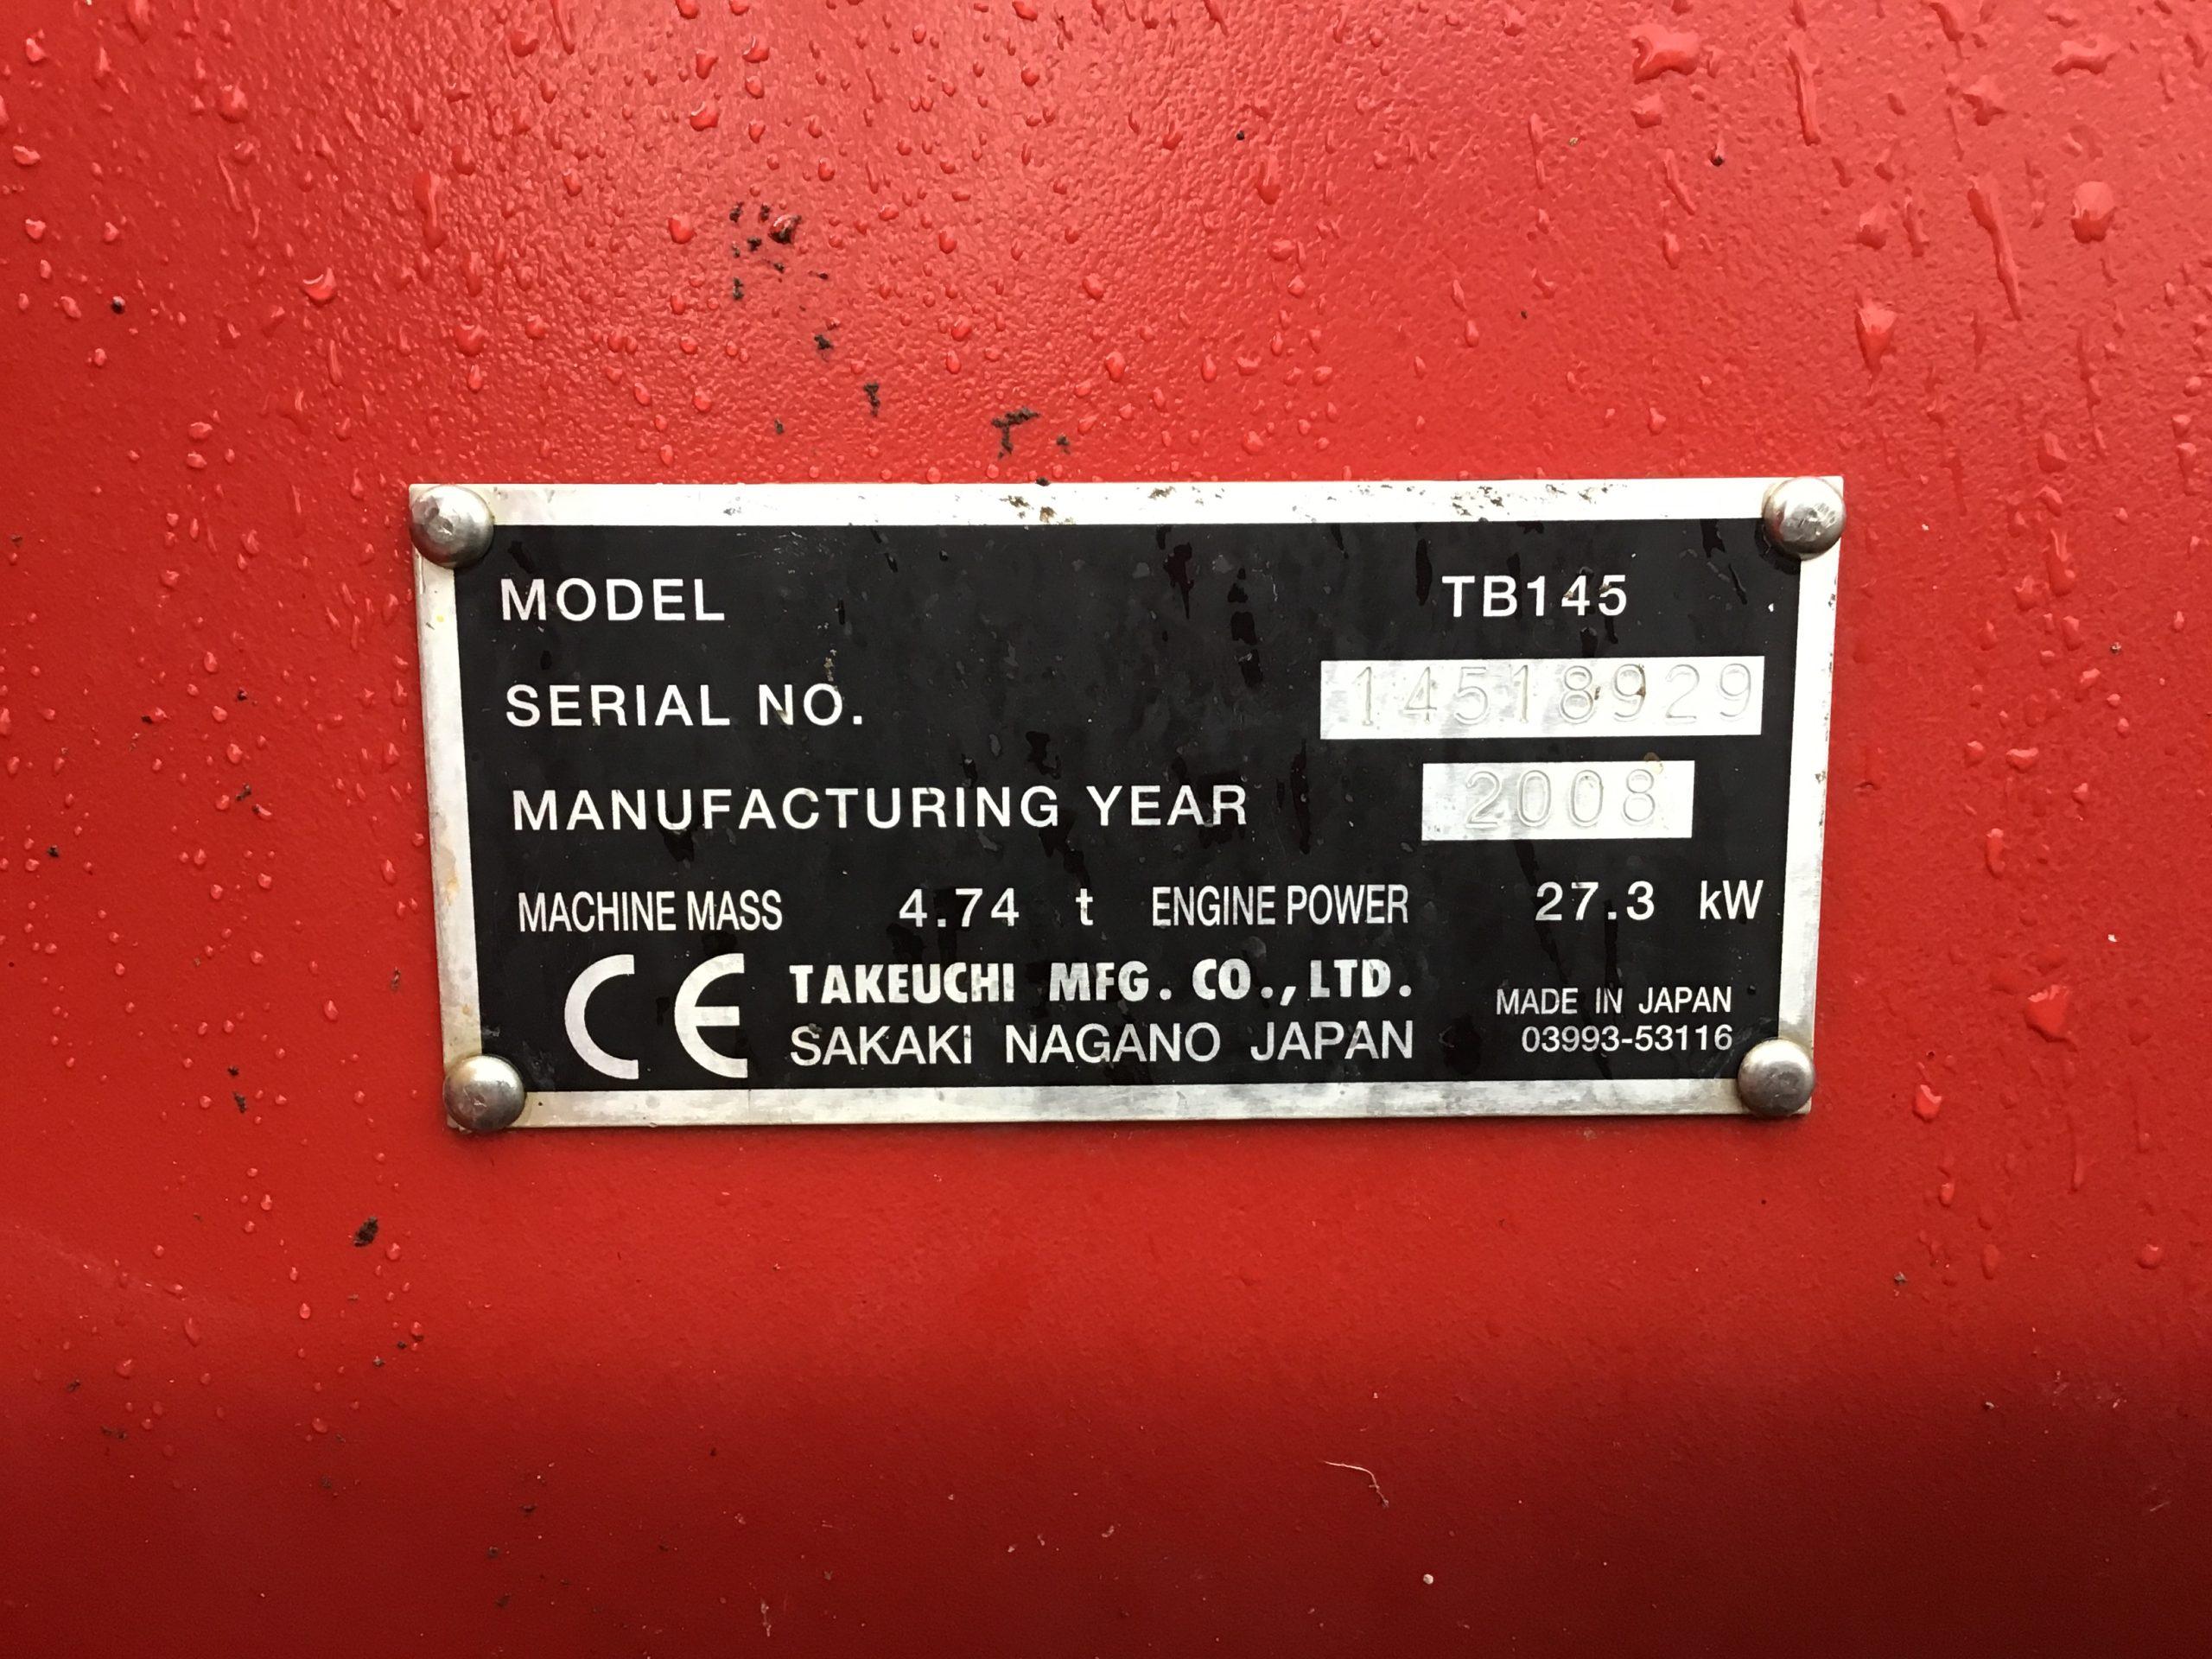 MODEL TB145
SERIAL NO. 14518929
MANUFACTURING YEAR 2008
MACHINE MASS 4.74 t ENGINE POWER 27.3 kW
CE TAKEUCHI MFG. CO., LTD.
SAKAKI NAGANO JAPAN
MADE IN JAPAN
03993-53116